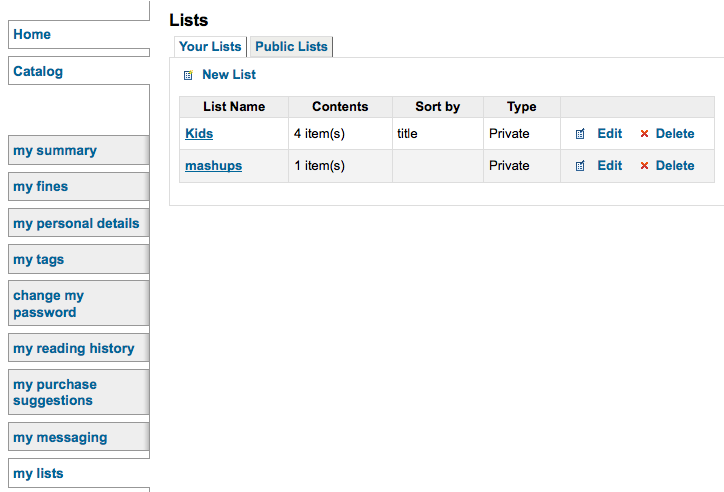 Home
Catalog
my summary
my fines
my personal details
my tags
change my
password
my reading history
my purchase
suggestions
my messaging
my lists
Lists
Your Lists Public Lists
New List
List Name Contents Sort by Type
Kids 4 item(s) title Private Edit Delete
mashups 1 item(s) Private Edit Delete